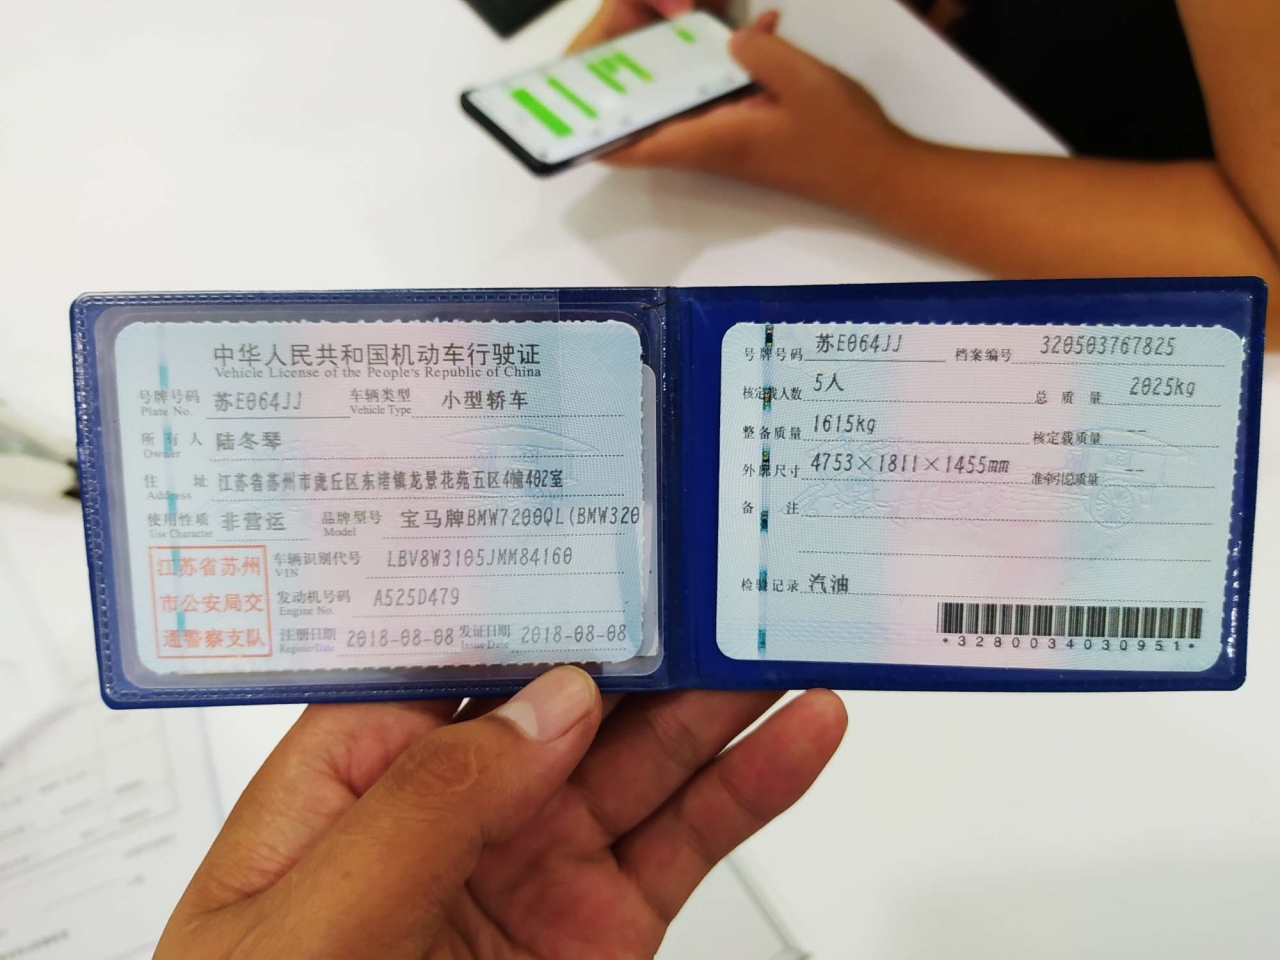 中华人民共和国机动车行驶证
Vehicle License of the People's Republic of China
号牌号码 苏E064JJ 车辆类型 小型轿车
Plate No. Vehicle Type
所有人 陆冬琴
Owner
住址 江苏省苏州市虎丘区东渚镇龙景花苑五区4幢402室
Address
使用性质 非营运 品牌型号 宝马牌BMW7200QL(BMW320
Use Character Model
江苏省苏州
市公安局交
通警察支队
车辆识别代号 LBV8W3105JMM84160
VIN
发动机号码 A525D479
Engine No.
注册日期 2018-08-08 发证日期 2018-08-08
Register Date Issue Date
号牌号码 苏E064JJ 档案编号 320503767825
核定载人数 5人 总质量 2025kg
整备质量 1615kg 核定载质量 --
外廓尺寸 4753×1811×1455mm 准牵引总质量 --
备注
检验记录 汽油
*3280034030951*